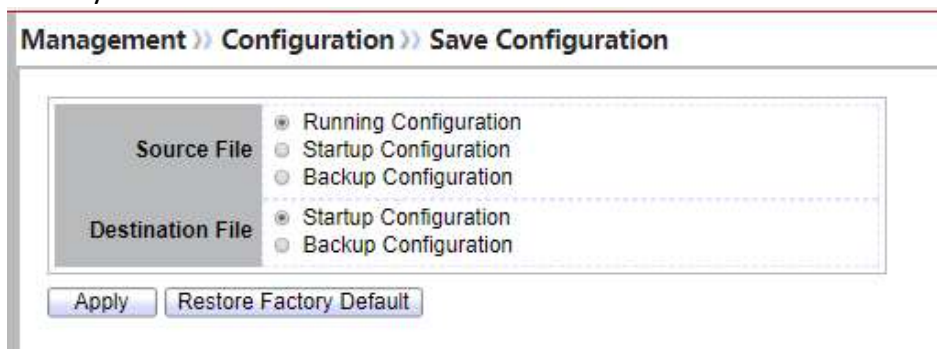 Management 》 Configuration 》 Save Configuration
Source File
Running Configuration
Startup Configuration
Backup Configuration
Destination File
Startup Configuration
Backup Configuration
Apply
Restore Factory Default